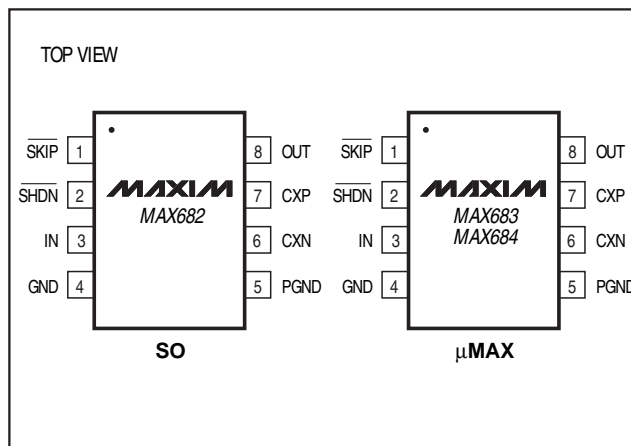 TOP VIEW
SKIP 1 8 OUT
SHDN 2 7 CXP
IN 3 6 CXN
GND 4 5 PGND
MAXIM
MAX682
SO
SKIP 1 8 OUT
SHDN 2 7 CXP
IN 3 6 CXN
GND 4 5 PGND
MAXIM
MAX683
MAX684
μMAX